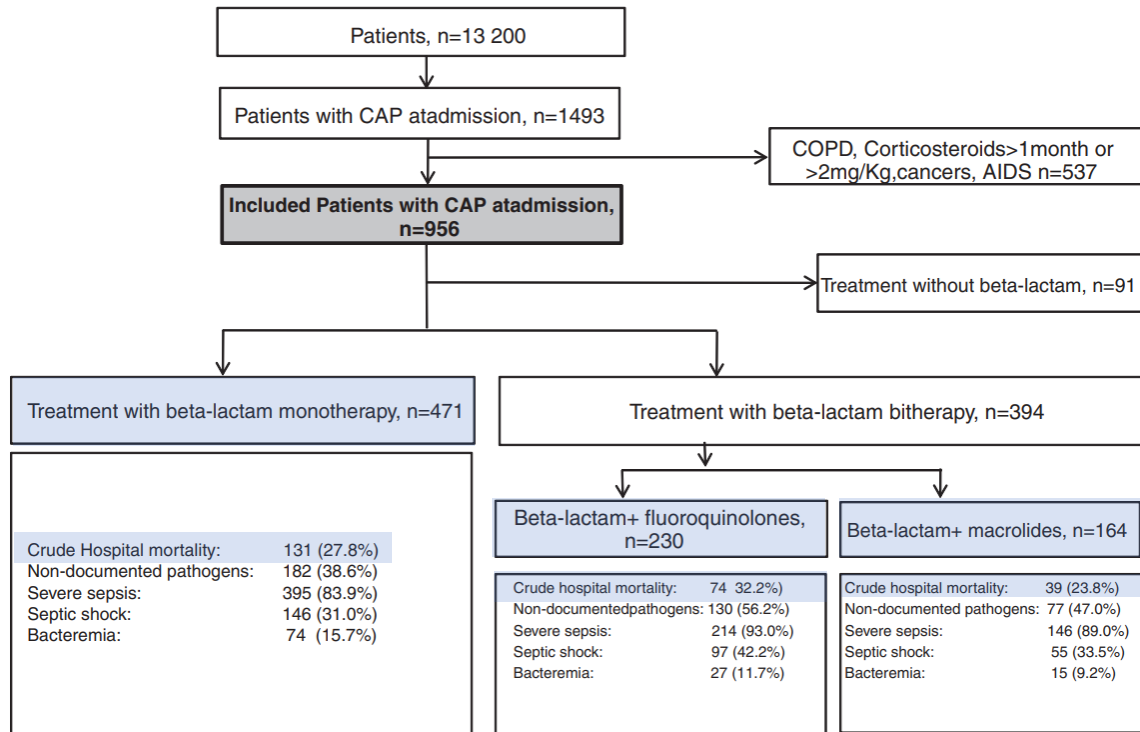 Patients, n=13 200
Patients with CAP atadmission, n=1493
COPD, Corticosteroids>1month or
>2mg/Kg,cancers, AIDS n=537
Included Patients with CAP atadmission,
n=956
Treatment without beta-lactam, n=91
Treatment with beta-lactam monotherapy, n=471
Treatment with beta-lactam bitherapy, n=394
Crude Hospital mortality: 131 (27.8%)
Non-documented pathogens: 182 (38.6%)
Severe sepsis: 395 (83.9%)
Septic shock: 146 (31.0%)
Bacteremia: 74 (15.7%)
Beta-lactam+ fluoroquinolones,
n=230
Crude hospital mortality: 74 32.2%)
Non-documentedpathogens: 130 (56.2%)
Severe sepsis: 214 (93.0%)
Septic shock: 97 (42.2%)
Bacteremia: 27 (11.7%)
Beta-lactam+ macrolides, n=164
Crude hospital mortality: 39 (23.8%)
Non-documented pathogens: 77 (47.0%)
Severe sepsis: 146 (89.0%)
Septic shock: 55 (33.5%)
Bacteremia: 15 (9.2%)